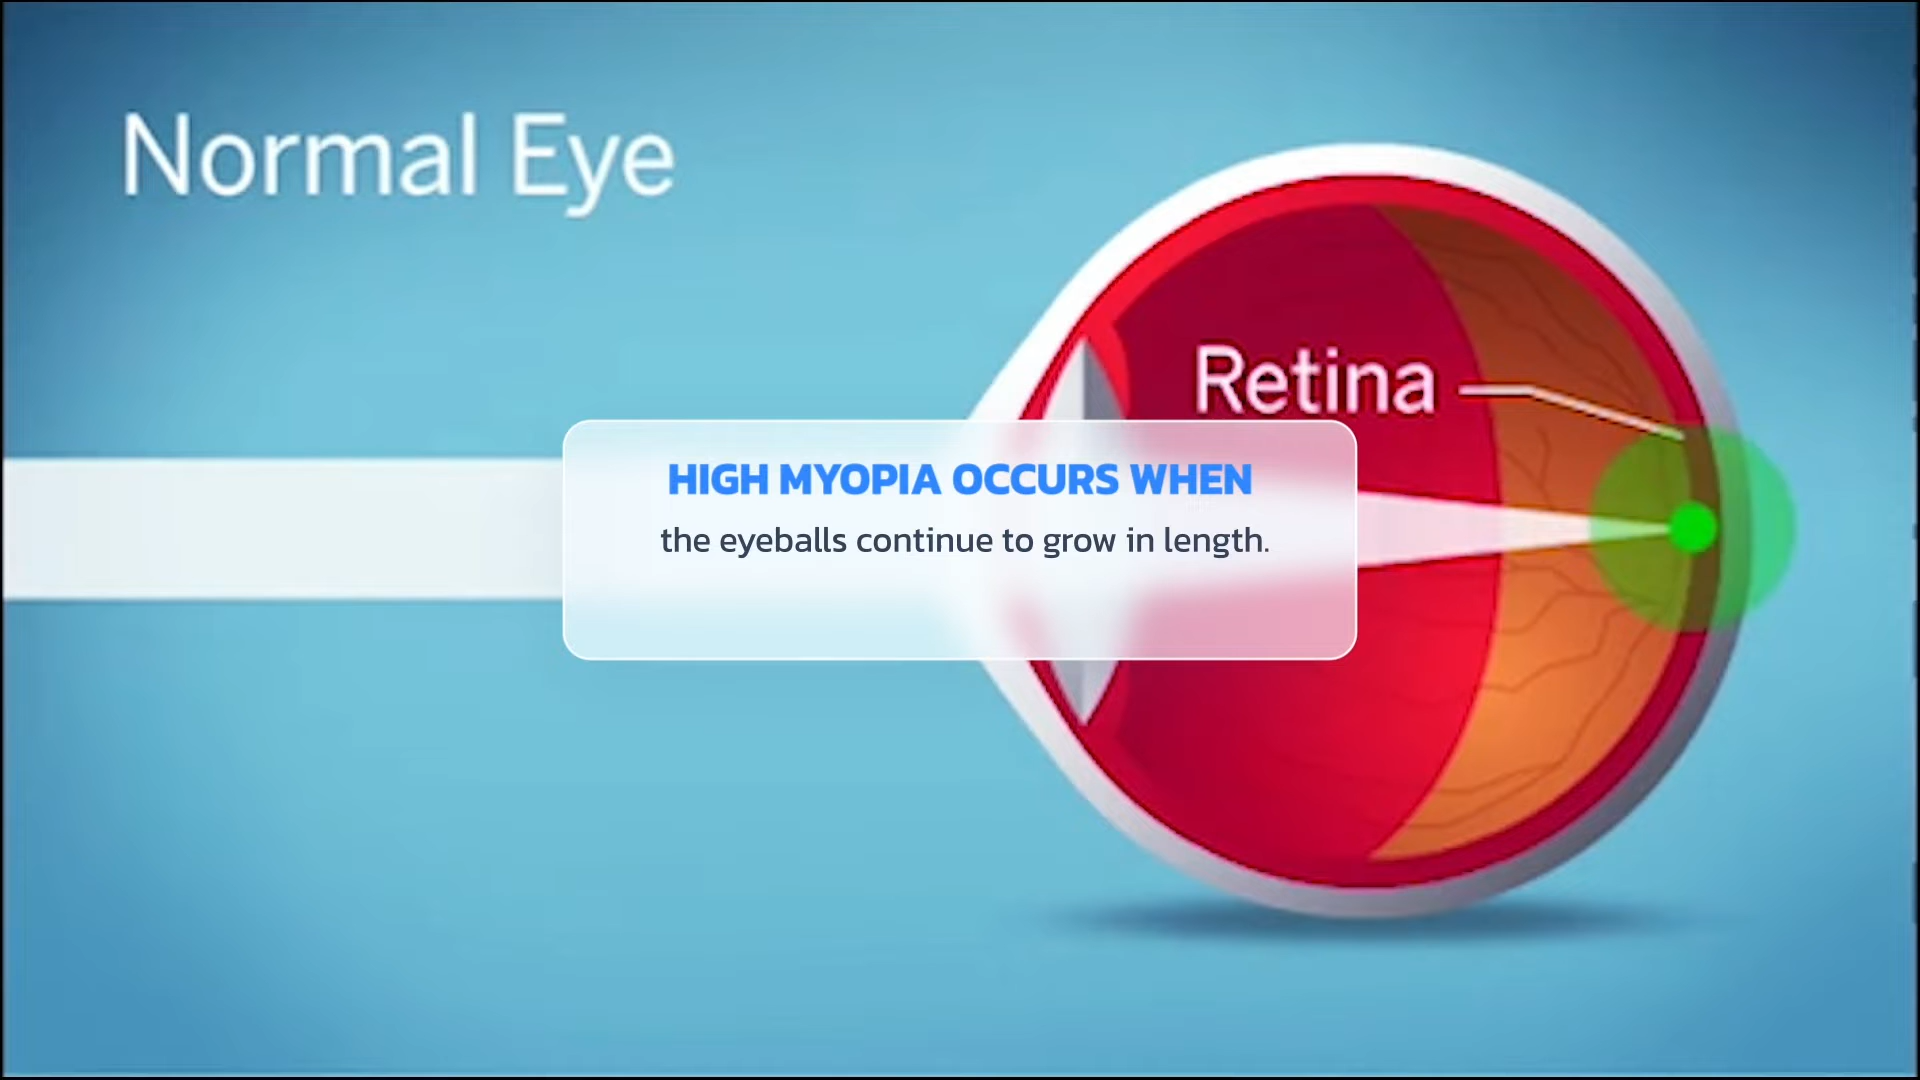 Normal Eye
Retina
HIGH MYOPIA OCCURS WHEN
the eyeballs continue to grow in length.